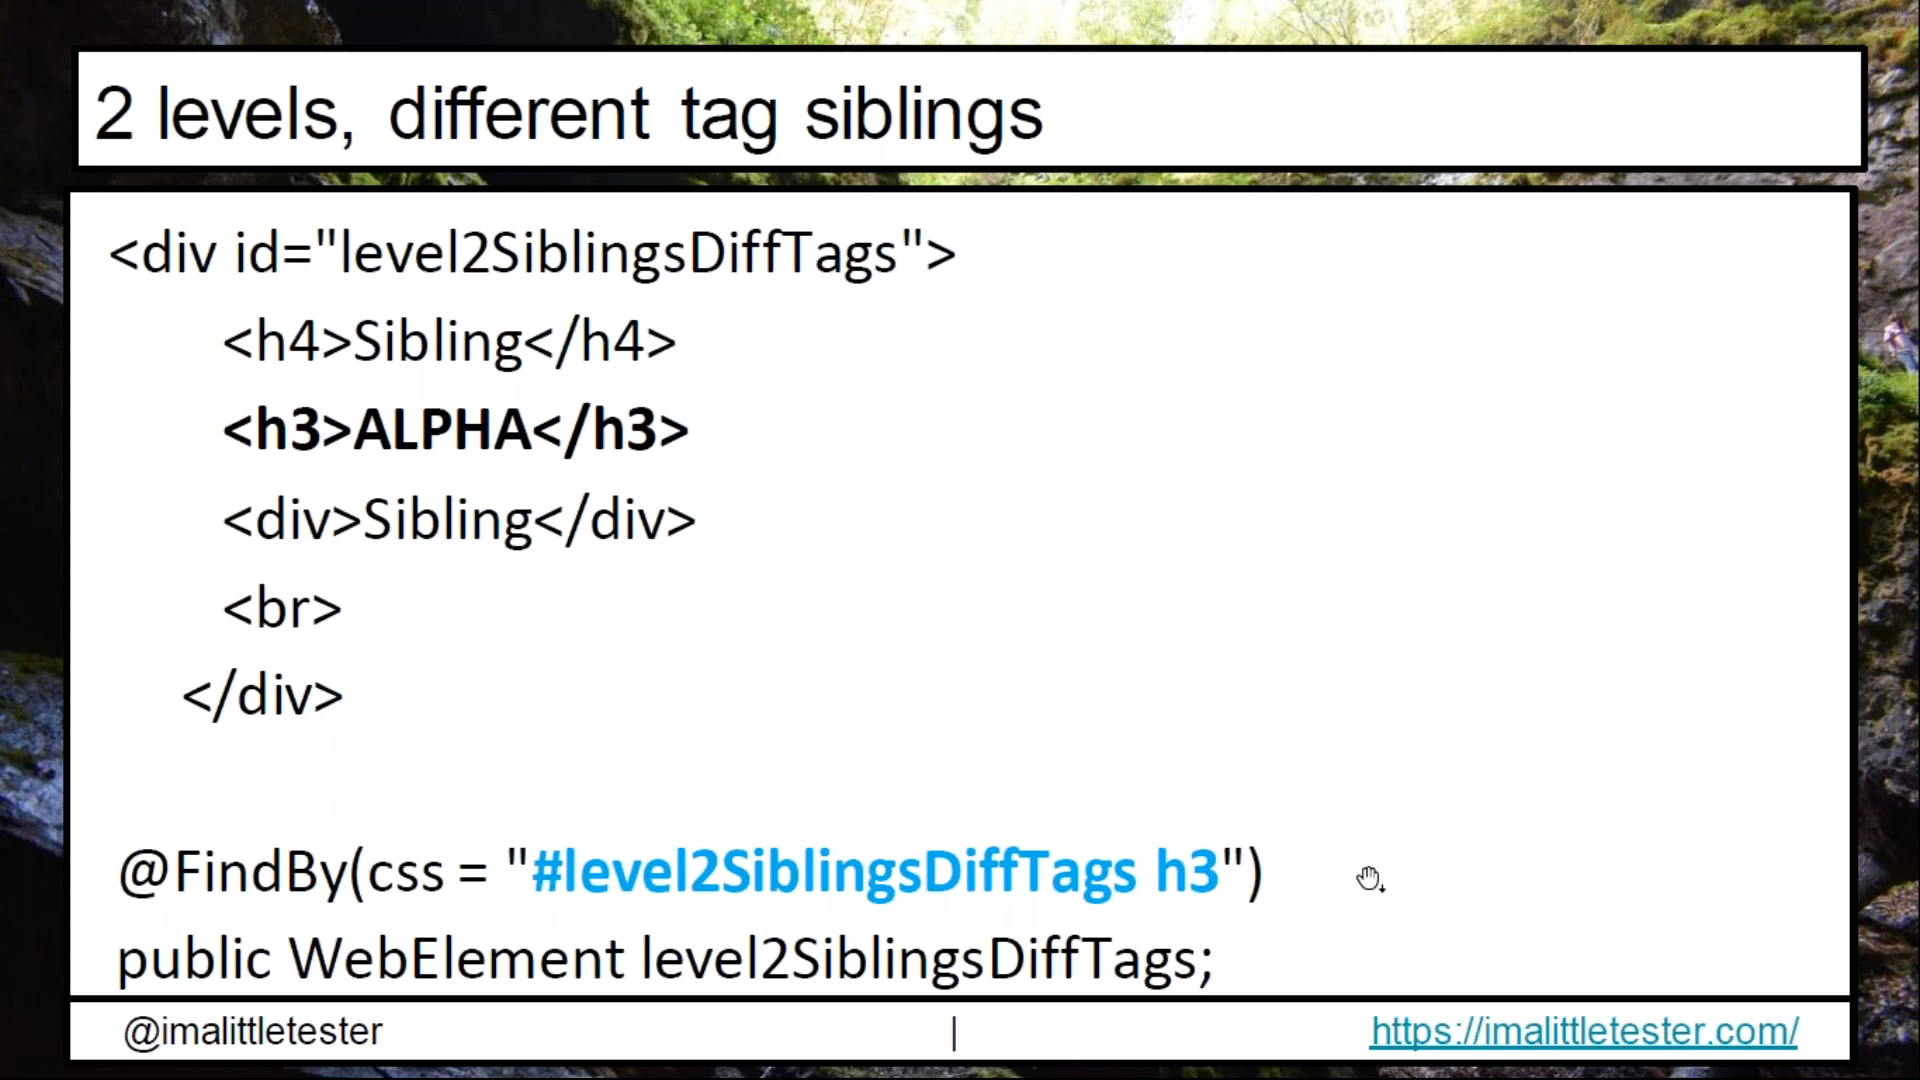 2 levels, different tag siblings
<div id="level2SiblingsDiffTags">
<h4>Sibling</h4>
<h3>ALPHA</h3>
<div>Sibling</div>
<br>
</div>
@FindBy(css = "#level2SiblingsDiffTags h3")
public WebElement level2SiblingsDiffTags;
@imalittletester | https://imalittletester.com/